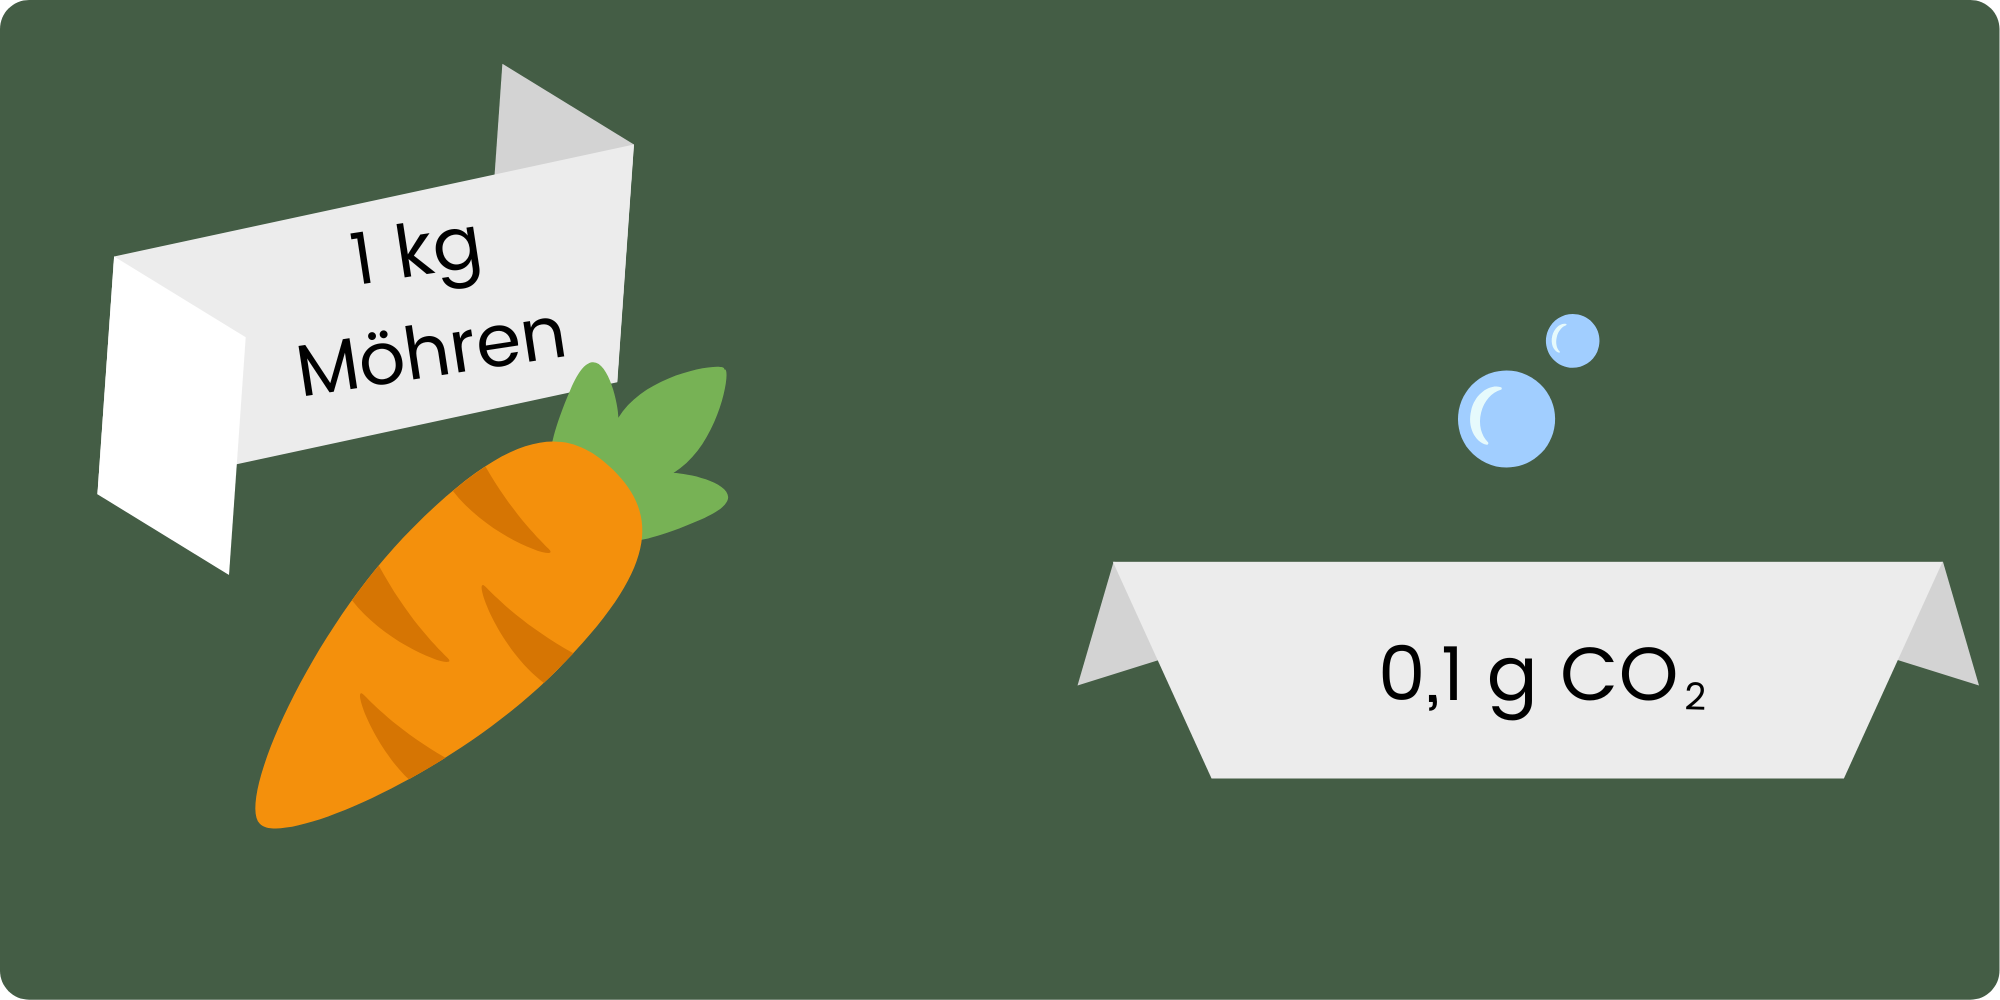 1 kg
Möhren
0,1 g CO₂